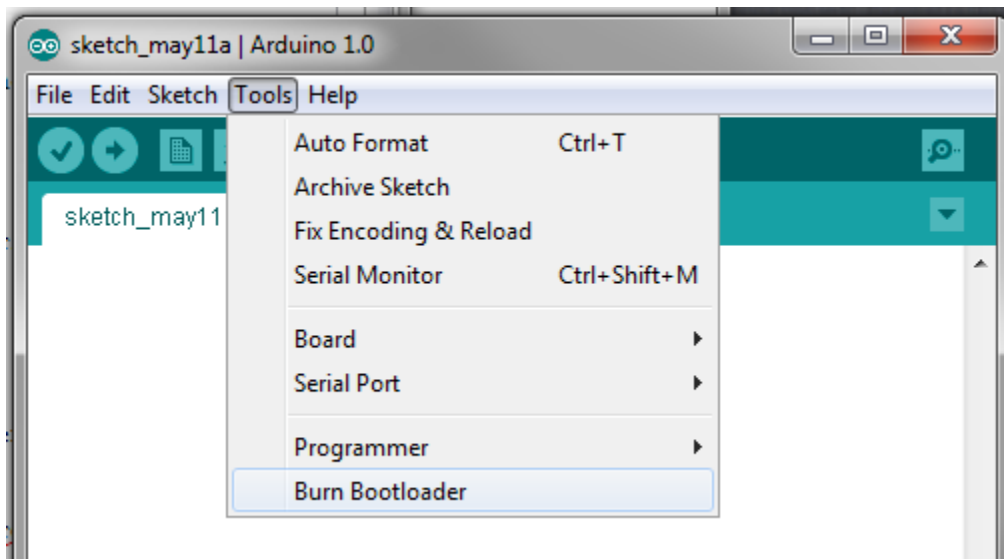 sketch_may11a | Arduino 1.0
File Edit Sketch Tools Help
Auto Format Ctrl+T
Archive Sketch
sketch_may11
Fix Encoding & Reload
Serial Monitor Ctrl+Shift+M
Board
Serial Port
Programmer
Burn Bootloader